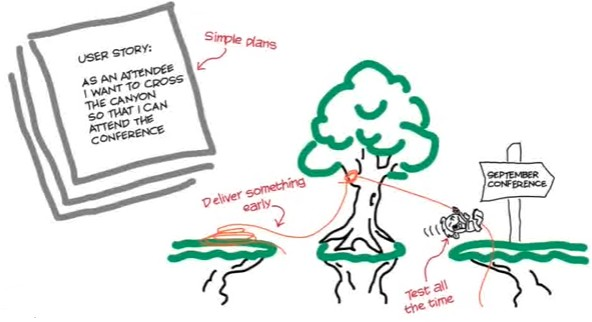 USER STORY:
AS AN ATTENDEE
I WANT TO CROSS
THE CANYON
SO THAT I CAN
ATTEND THE
CONFERENCE
Simple plans
Deliver something
early
SEPTEMBER
CONFERENCE
Test all
the time